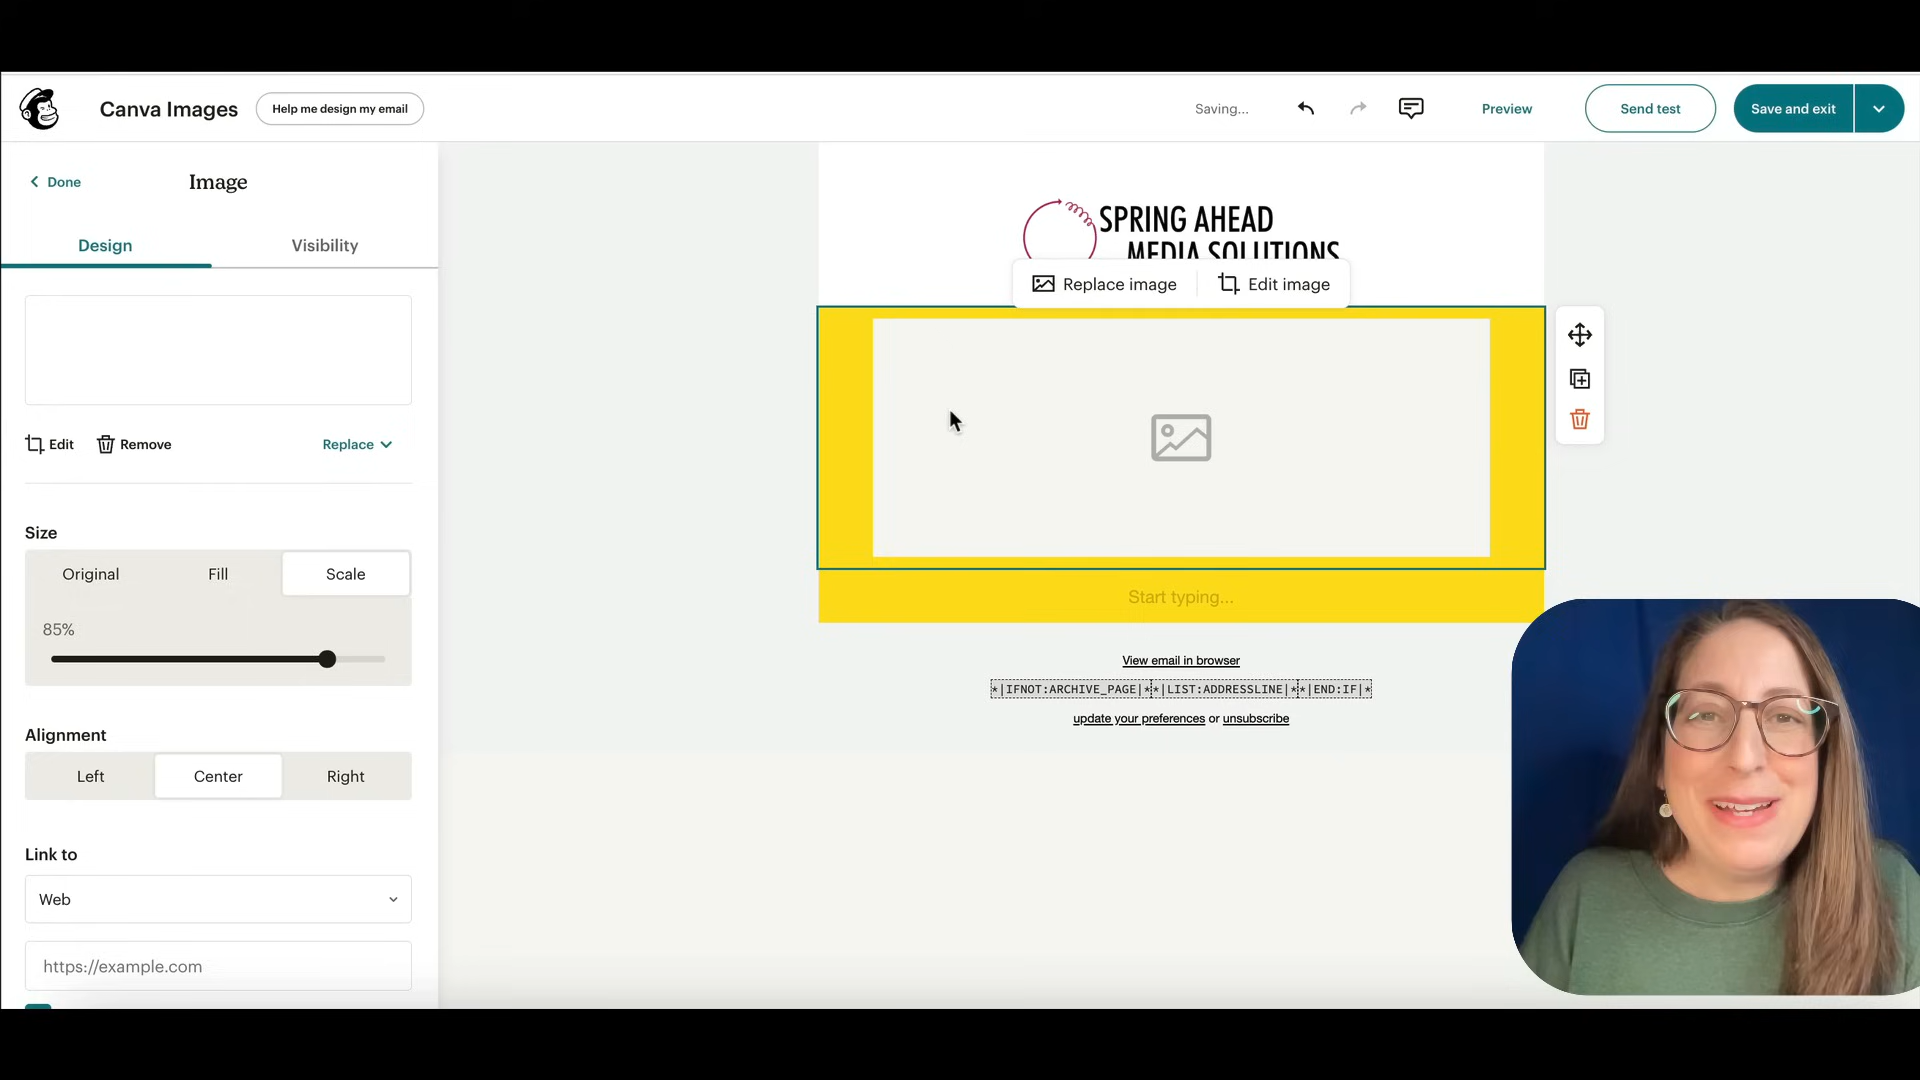 Canva Images
Help me design my email
Saving...
Preview
Send test
Save and exit
Done
Image
Design
Visibility
Edit
Remove
Replace
Size
Original
Fill
Scale
85%
Alignment
Left
Center
Right
Link to
Web
https://example.com
SPRING AHEAD
MEDIA SOLUTIONS
Replace image
Edit image
Start typing...
View email in browser
*|IFNOT:ARCHIVE_PAGE|**|LIST:ADDRESSLINE|**|END:IF|*
update your preferences or unsubscribe